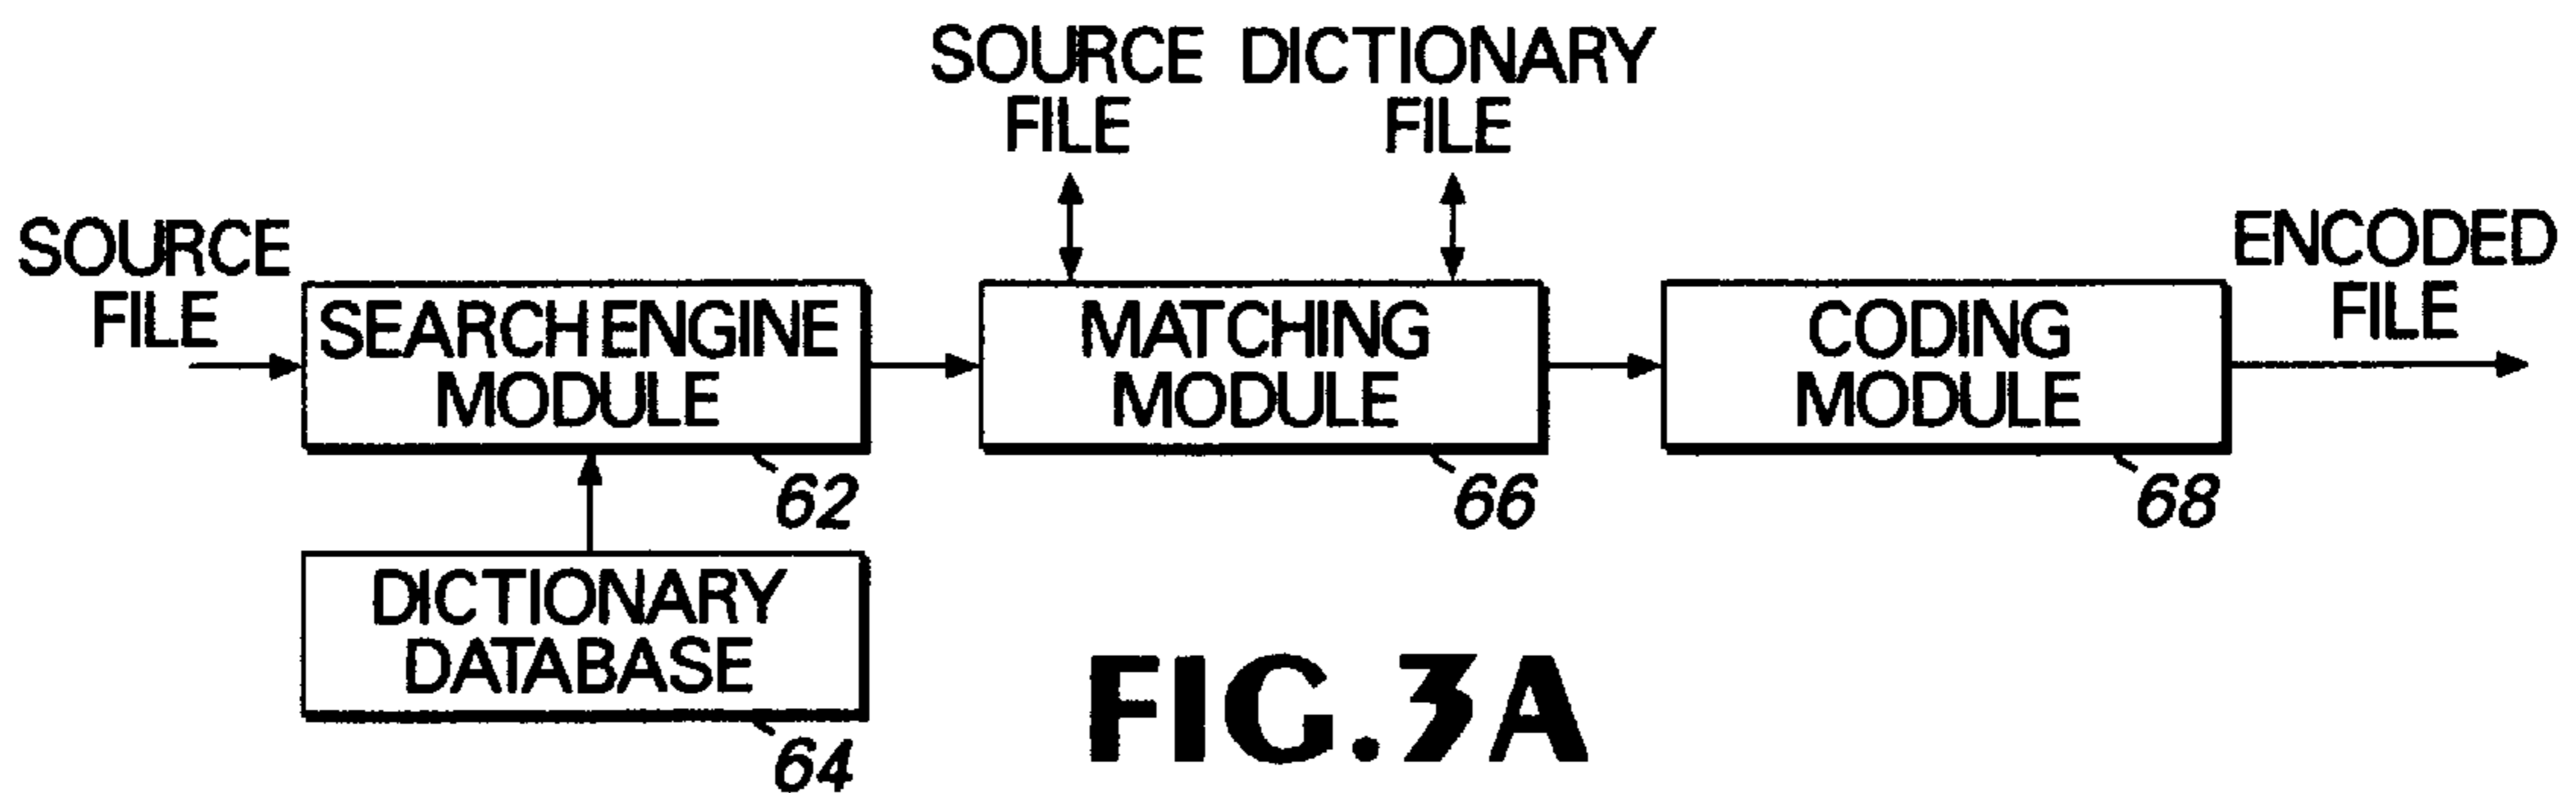 SOURCE DICTIONARY
FILE FILE
SOURCE
FILE
SEARCH ENGINE
MODULE
62
MATCHING
MODULE
66
CODING
MODULE
68
ENCODED
FILE
DICTIONARY
DATABASE
64
FIG.3A